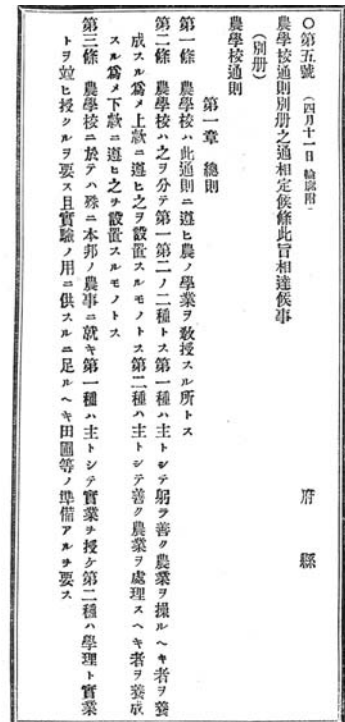 〇第五號 (四月十一日 輪廓附) 府 縣
農學校通則別册之通相定候條此旨相達候事
(別册)
農學校通則
第一章 總則
第一條 農學校ハ此通則ニ遵ヒ農ノ學業ヲ敎授スル所トス
第二條 農學校ハ之ヲ分テ第一第二ノ二種トス第一種ハ主トシテ躬ラ善ク農業ヲ操ルヘキ者ヲ養
成スル爲メ上款ニ遵ヒ之ヲ設置スルモノトス第二種ハ主トシテ善ク農業ヲ處理スヘキ者ヲ養成
スル爲メ下款ニ遵ヒ之ヲ設置スルモノトス
第三條 農學校ニ於テハ殊ニ本邦ノ農事ニ就キ第一種ハ主トシテ實業ヲ授ケ第二種ハ學理ト實業
トヲ並ヒ授クルヲ要ス且實驗ノ用ニ供スルニ足ルヘキ田圃等ノ準備アルヲ要ス